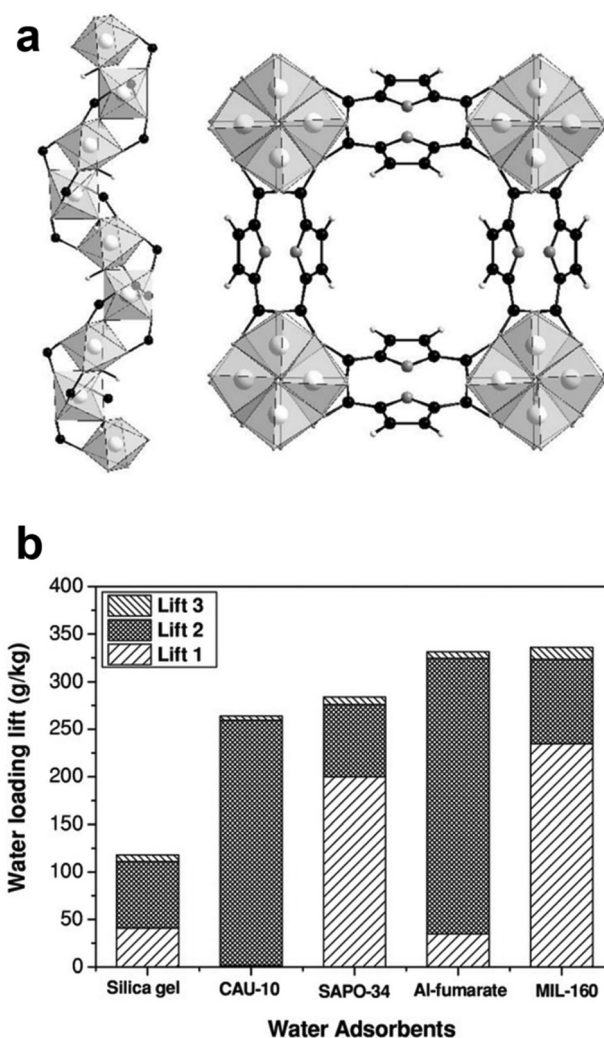 a
b
400
350
300
250
200
150
100
50
0
Water loading lift (g/kg)
Lift 3
Lift 2
Lift 1
Silica gel CAU-10 SAPO-34 Al-fumarate MIL-160
Water Adsorbents